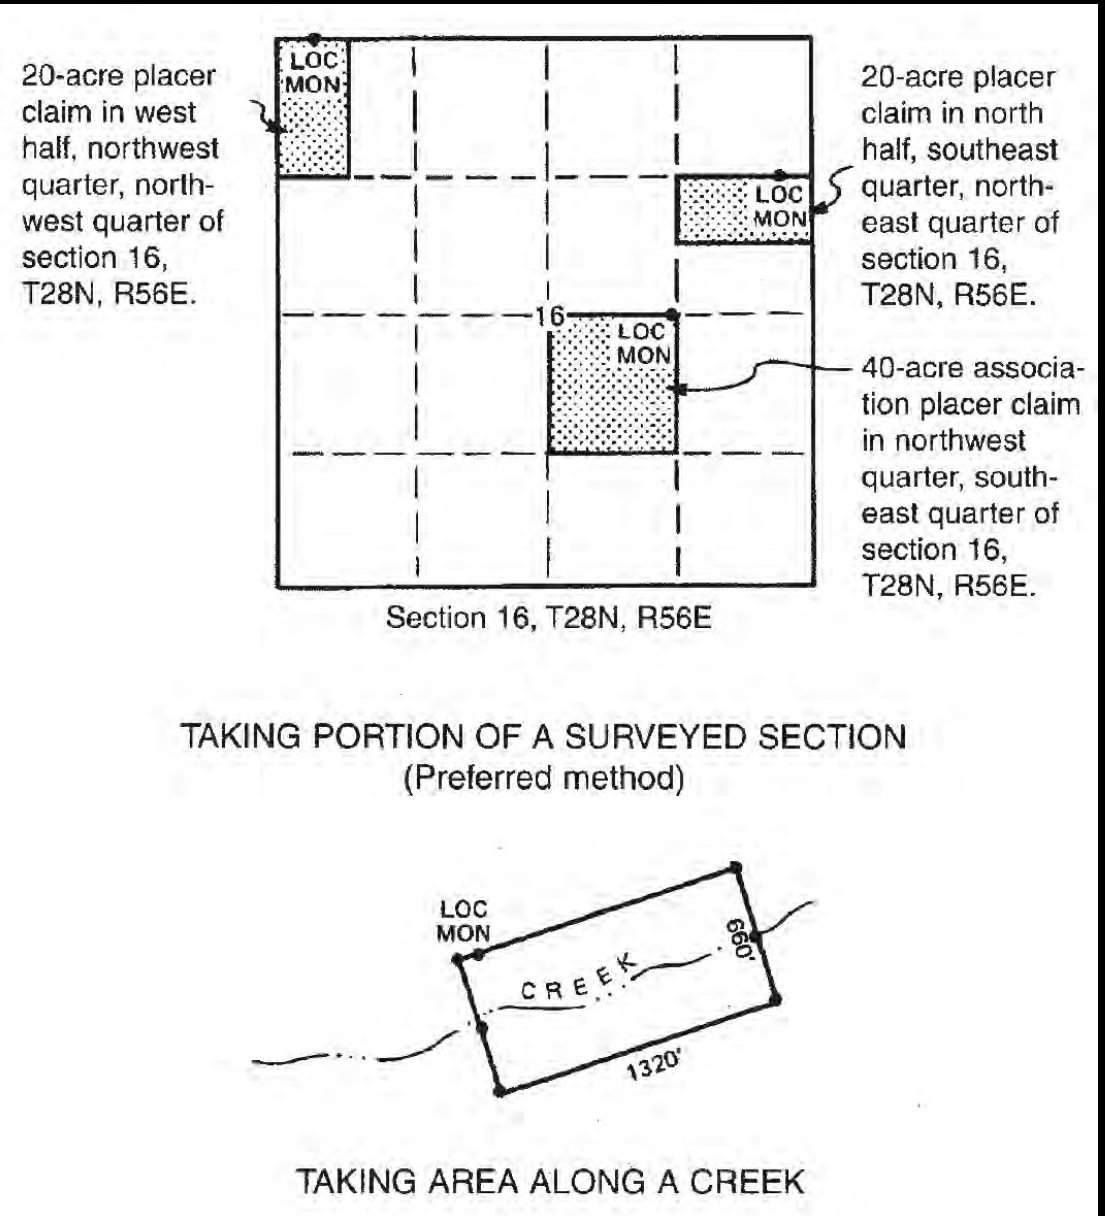 20-acre placer
claim in west
half, northwest
quarter, north-
west quarter of
section 16,
T28N, R56E.
LOC
MON
20-acre placer
claim in north
half, southeast
quarter, north-
east quarter of
section 16,
T28N, R56E.
LOC
MON
16
LOC
MON
40-acre associa-
tion placer claim
in northwest
quarter, south-
east quarter of
section 16,
T28N, R56E.
Section 16, T28N, R56E
TAKING PORTION OF A SURVEYED SECTION
(Preferred method)
LOC
MON
CREEK
660'
1320'
TAKING AREA ALONG A CREEK